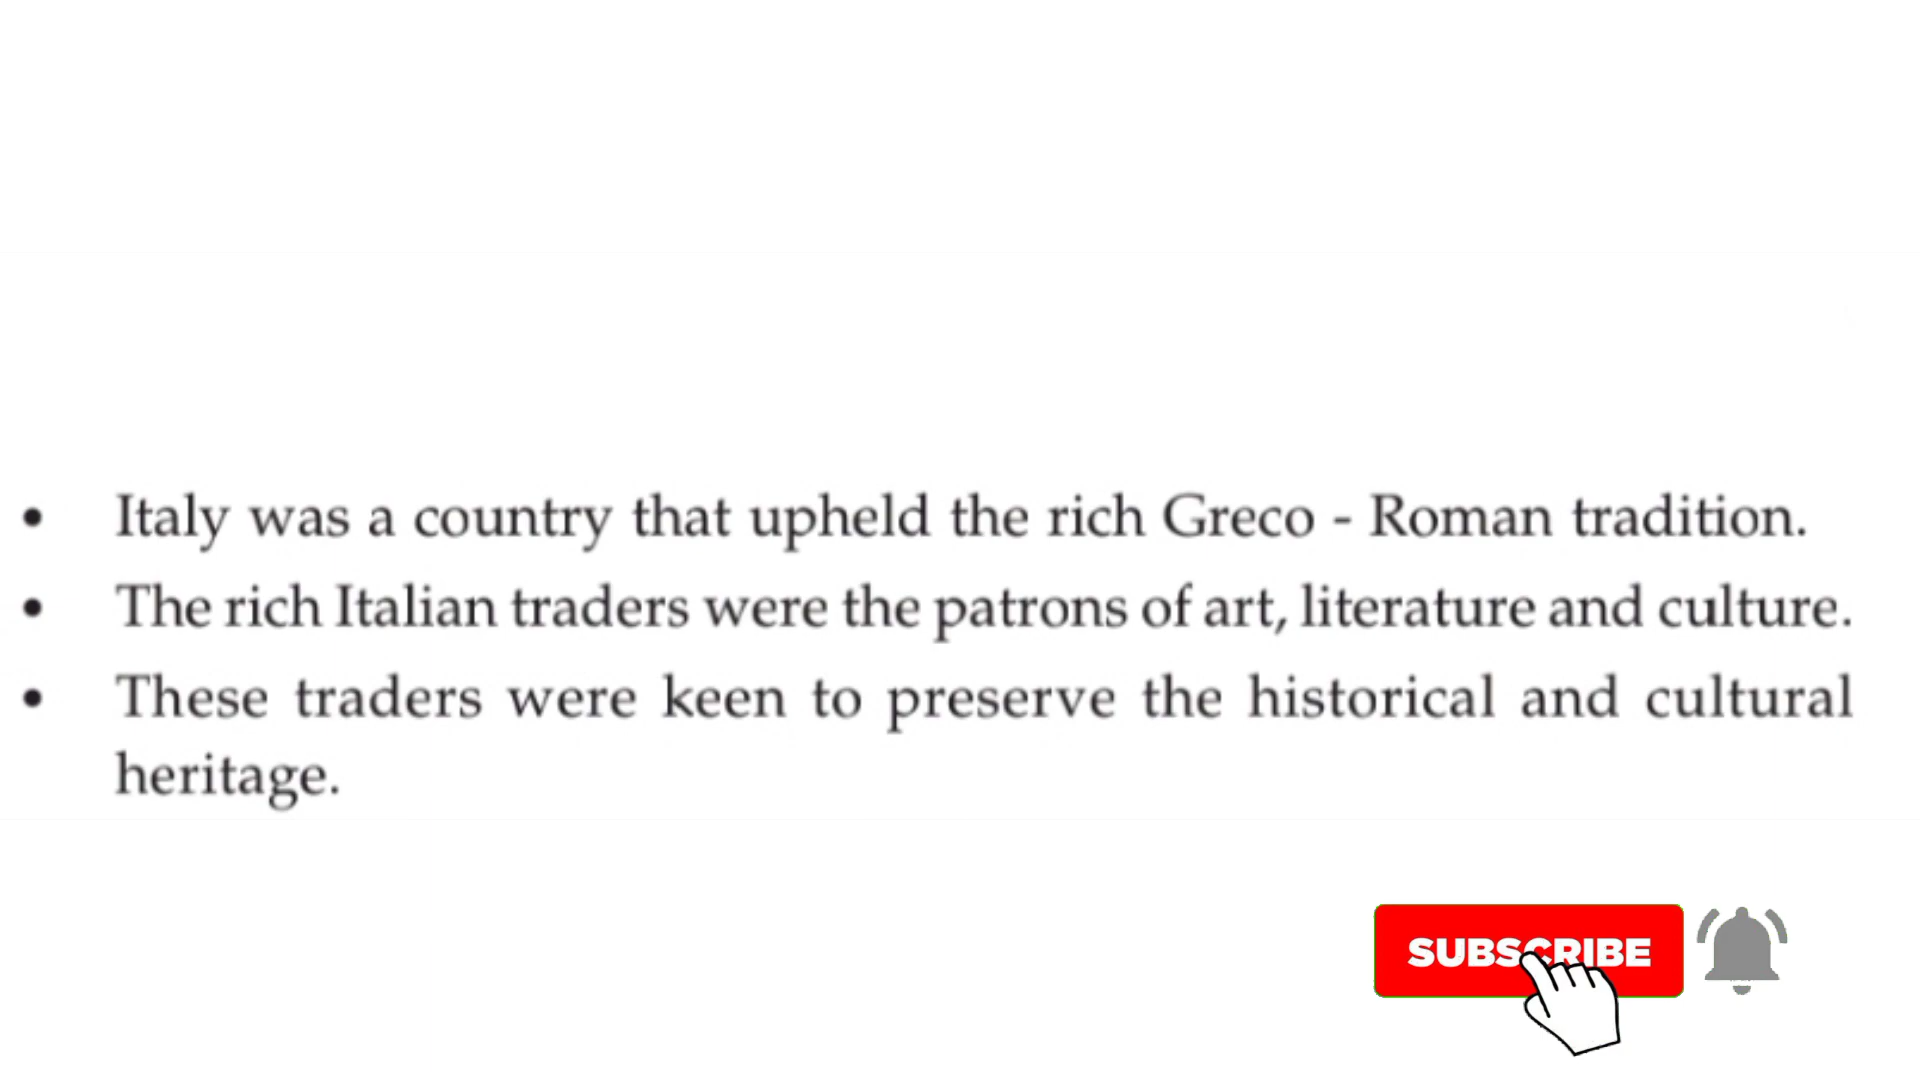 • Italy was a country that upheld the rich Greco - Roman tradition.
• The rich Italian traders were the patrons of art, literature and culture.
• These traders were keen to preserve the historical and cultural
heritage.
SUBSCRIBE